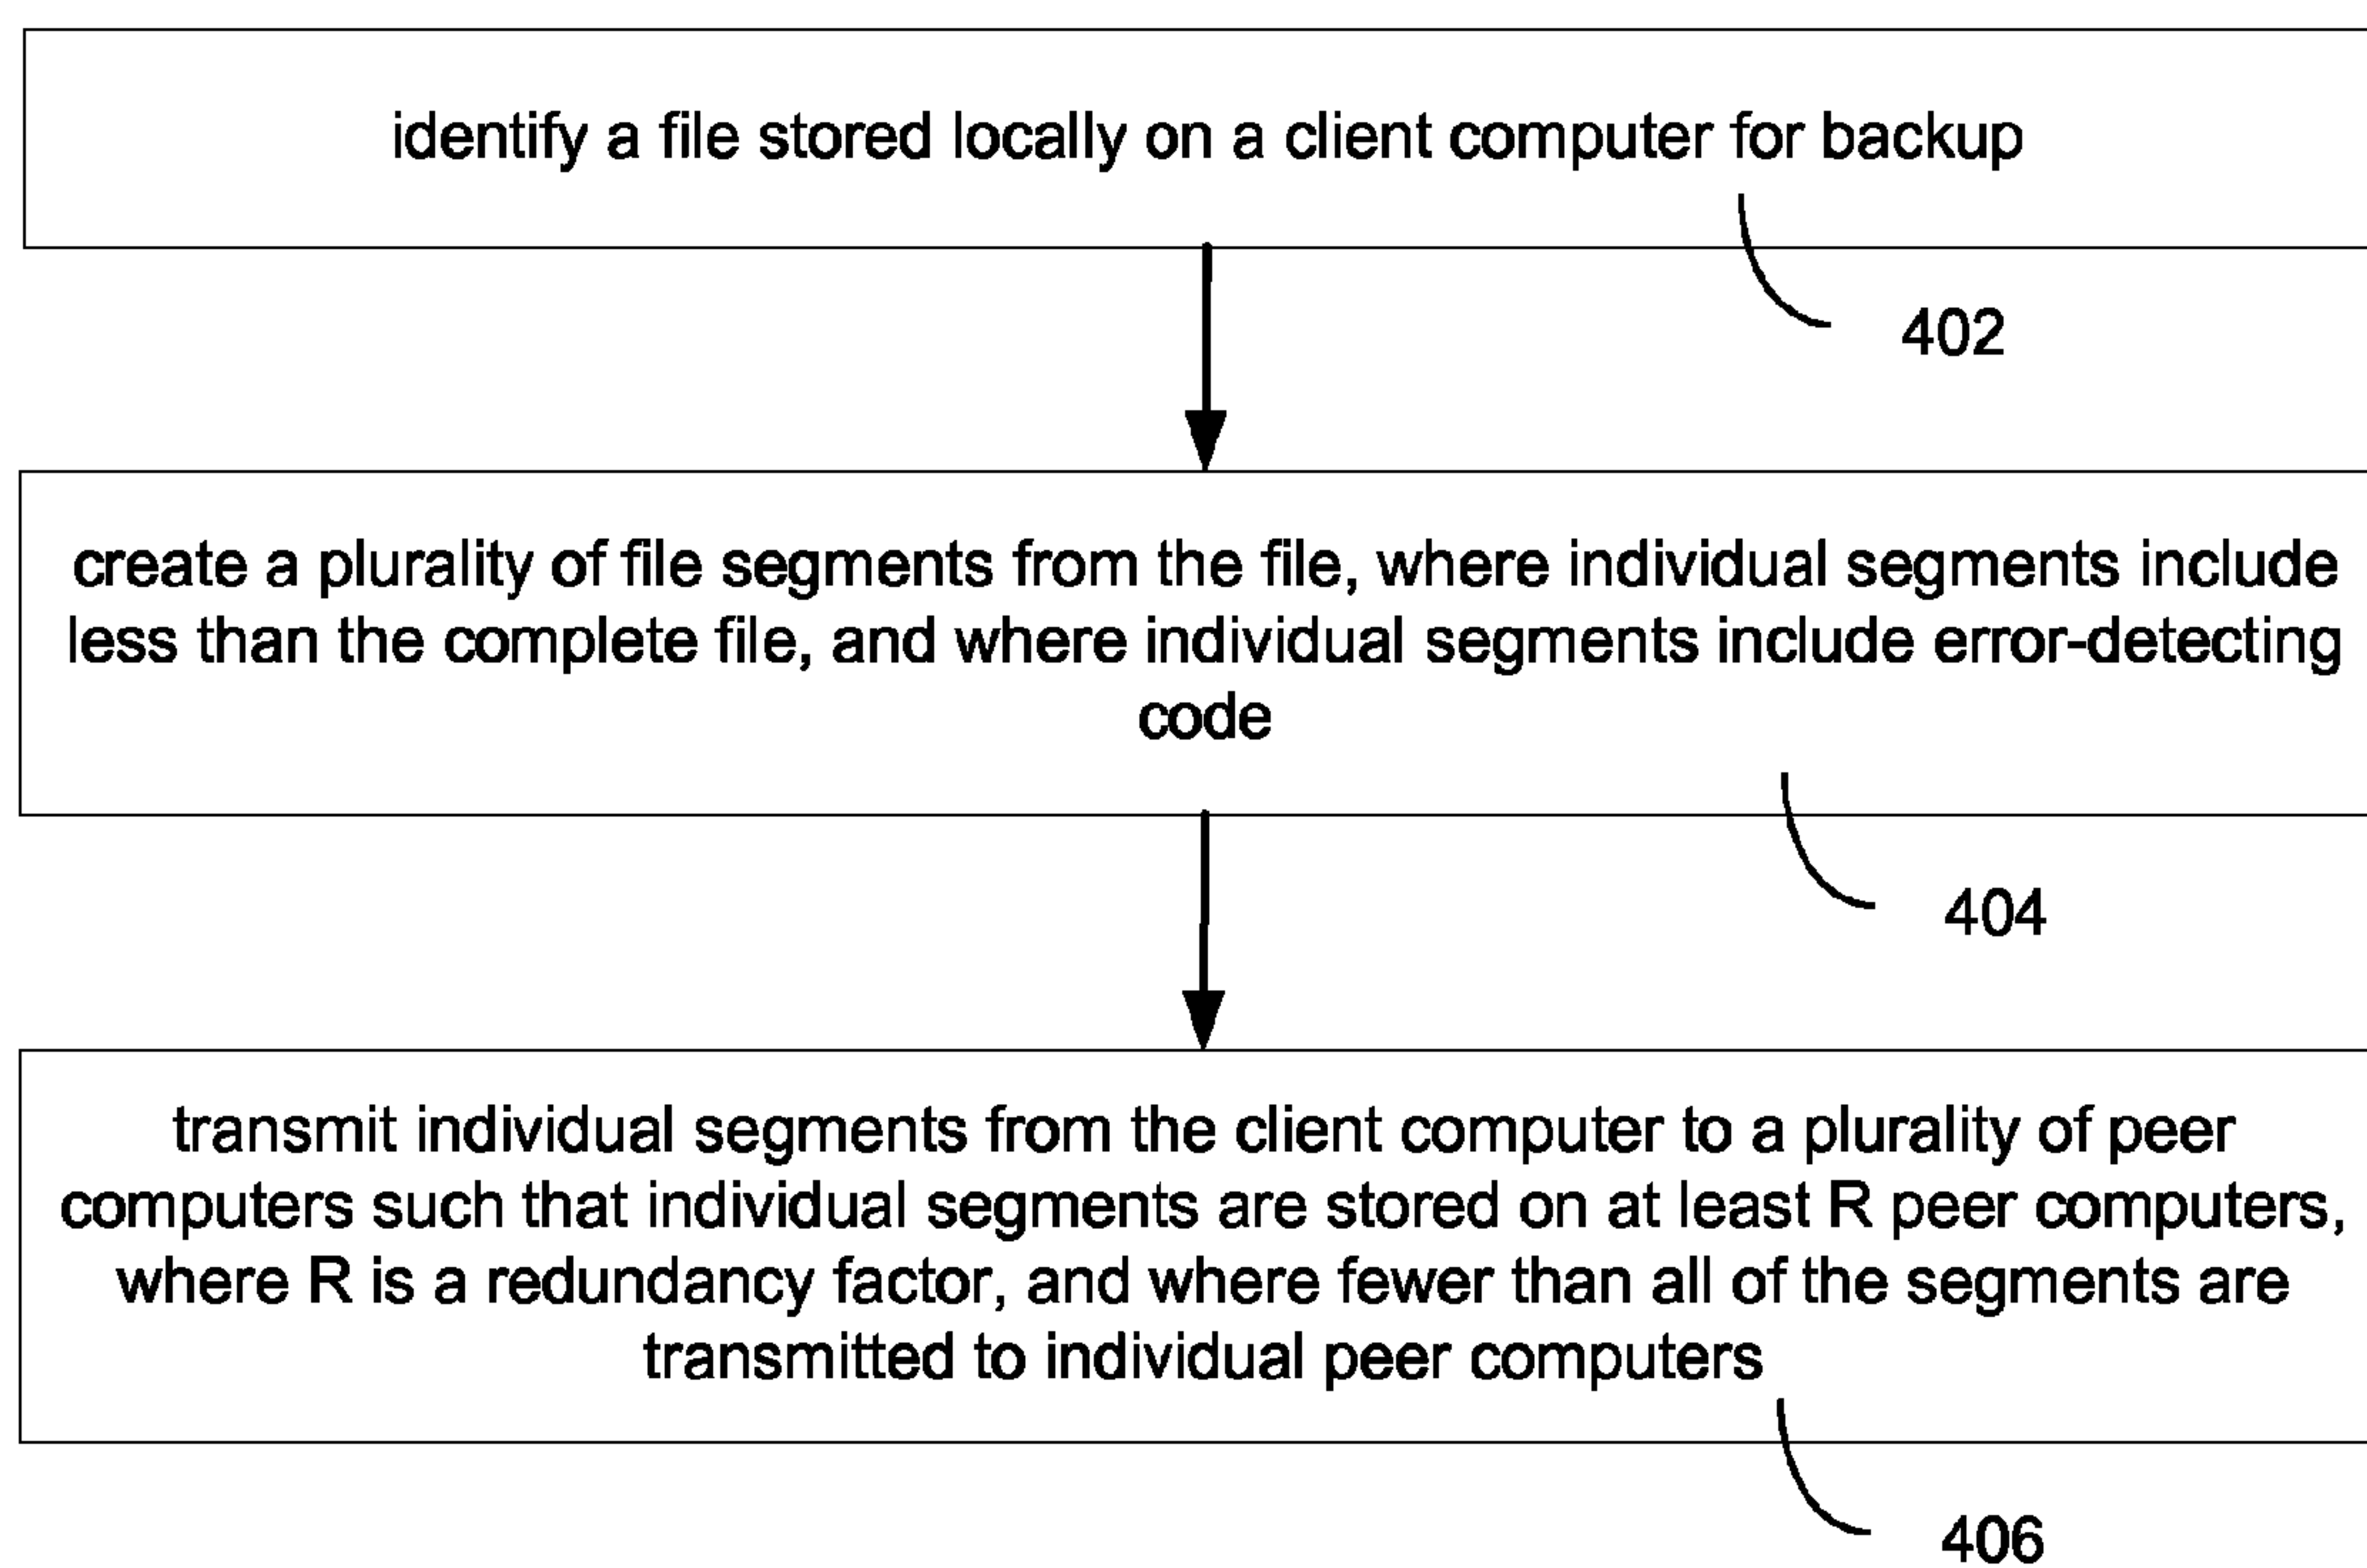 identify a file stored locally on a client computer for backup
402
create a plurality of file segments from the file, where individual segments include
less than the complete file, and where individual segments include error-detecting
code
404
transmit individual segments from the client computer to a plurality of peer
computers such that individual segments are stored on at least R peer computers,
where R is a redundancy factor, and where fewer than all of the segments are
transmitted to individual peer computers
406